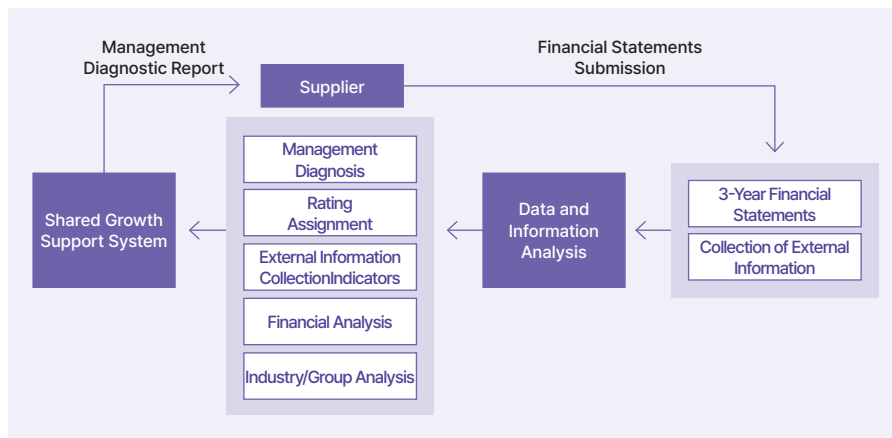 Management
Diagnostic Report
Financial Statements
Submission
Supplier
Shared Growth
Support System
Management
Diagnosis
Rating
Assignment
External Information
CollectionIndicators
Financial Analysis
Industry/Group Analysis
Data and
Information
Analysis
3-Year Financial
Statements
Collection of External
Information